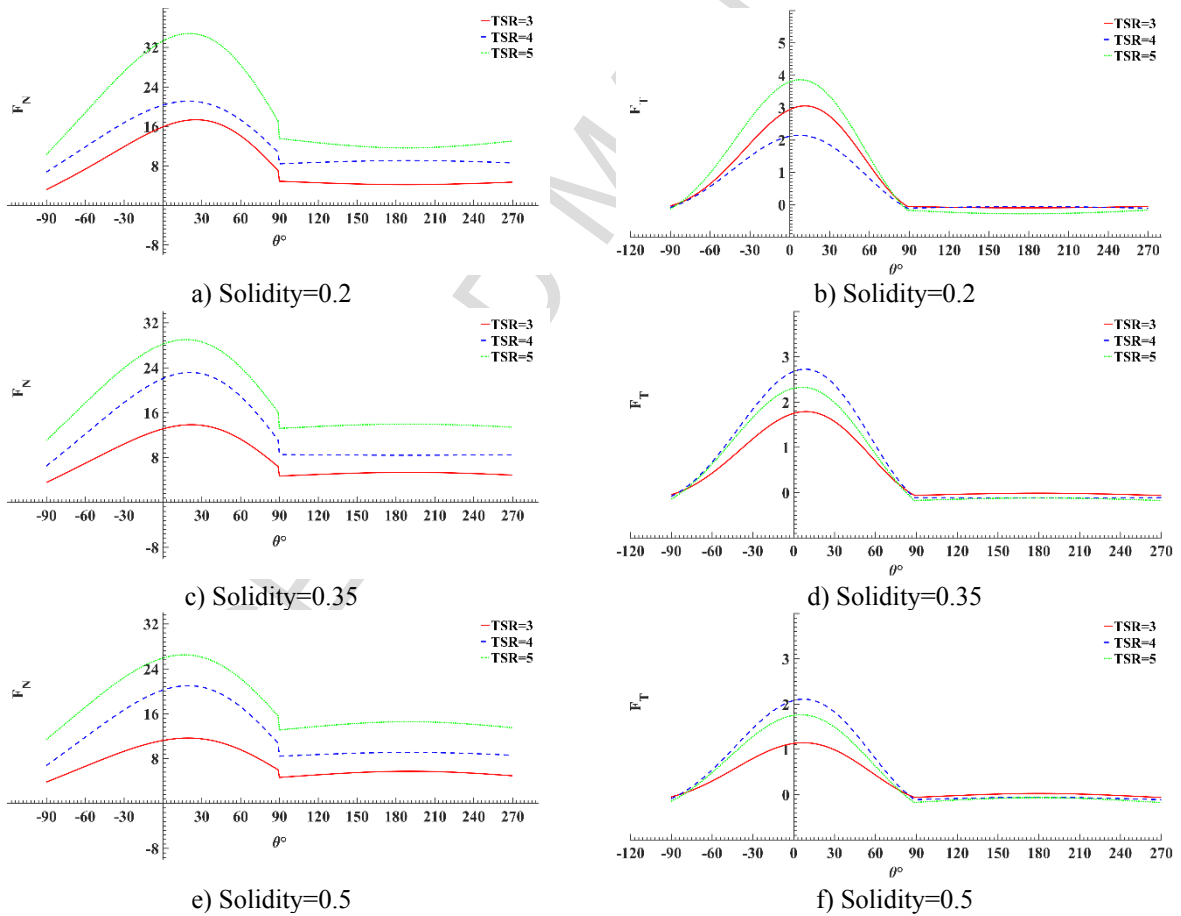 TSR=3
TSR=4
TSR=5
F_N
32
24
16
8
-8
-90 -60 -30 30 60 90 120 150 180 210 240 270
θ°
a) Solidity=0.2
TSR=3
TSR=4
TSR=5
F_T
6
5
4
3
2
1
0
-120 -90 -60 -30 0 30 60 90 120 150 180 210 240 270
θ°
b) Solidity=0.2
TSR=3
TSR=4
TSR=5
F_N
32
24
16
8
-8
-90 -60 -30 30 60 90 120 150 180 210 240 270
θ°
c) Solidity=0.35
TSR=3
TSR=4
TSR=5
F_T
3
2
1
0
-120 -90 -60 -30 0 30 60 90 120 150 180 210 240 270
θ°
d) Solidity=0.35
TSR=3
TSR=4
TSR=5
F_N
32
24
16
8
-8
-90 -60 -30 30 60 90 120 150 180 210 240 270
θ°
e) Solidity=0.5
TSR=3
TSR=4
TSR=5
F_T
3
2
1
0
-120 -90 -60 -30 0 30 60 90 120 150 180 210 240 270
θ°
f) Solidity=0.5